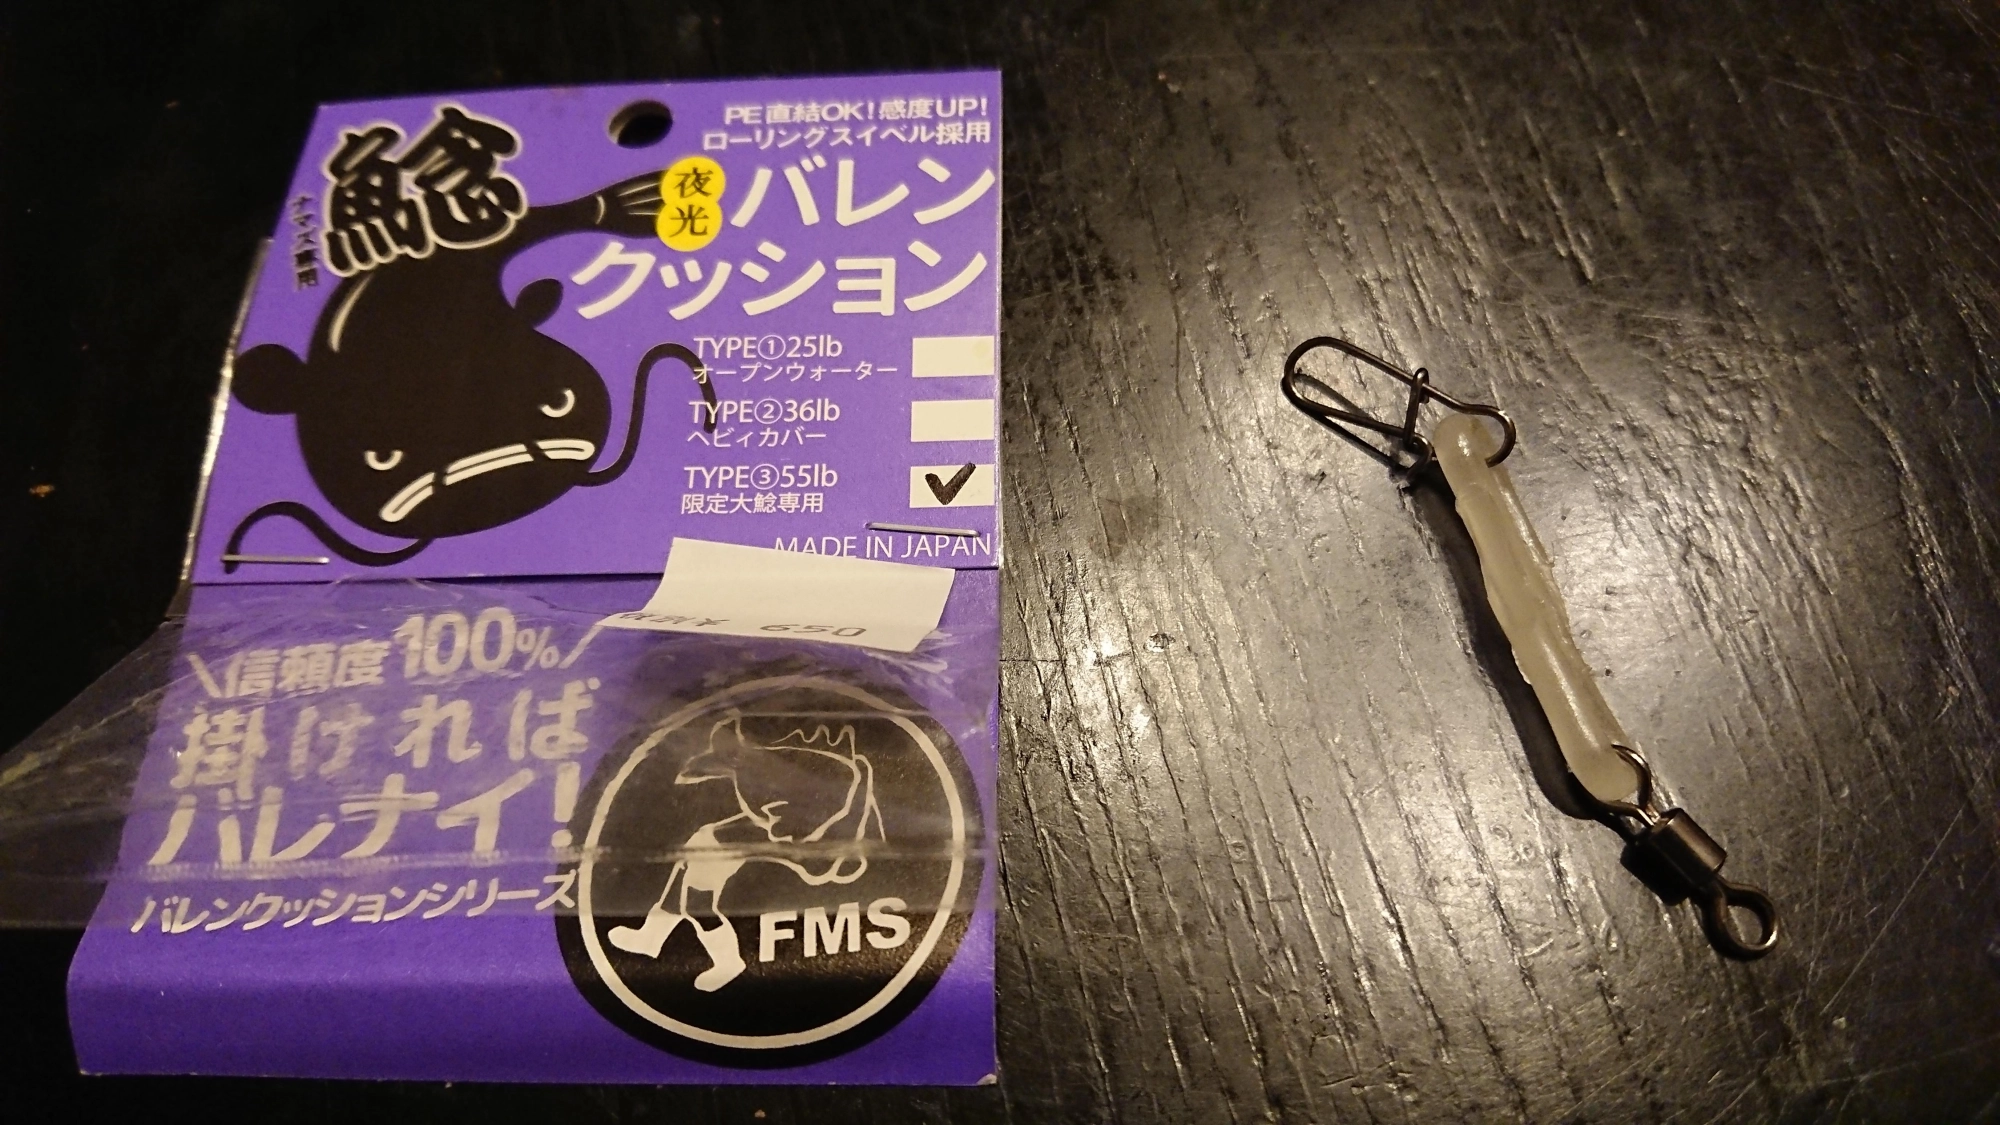 鯰
ナマズ専用
PE直結OK!感度UP!
ローリングスイベル採用
夜光
バレン
クッション
TYPE①25lb
オープンウォーター
TYPE②36lb
ヘビィカバー
TYPE③55lb
限定大鯰専用
MADE IN JAPAN
650
\信頼度100%/
掛ければ
バレナイ!
バレンクッションシリーズ
FMS